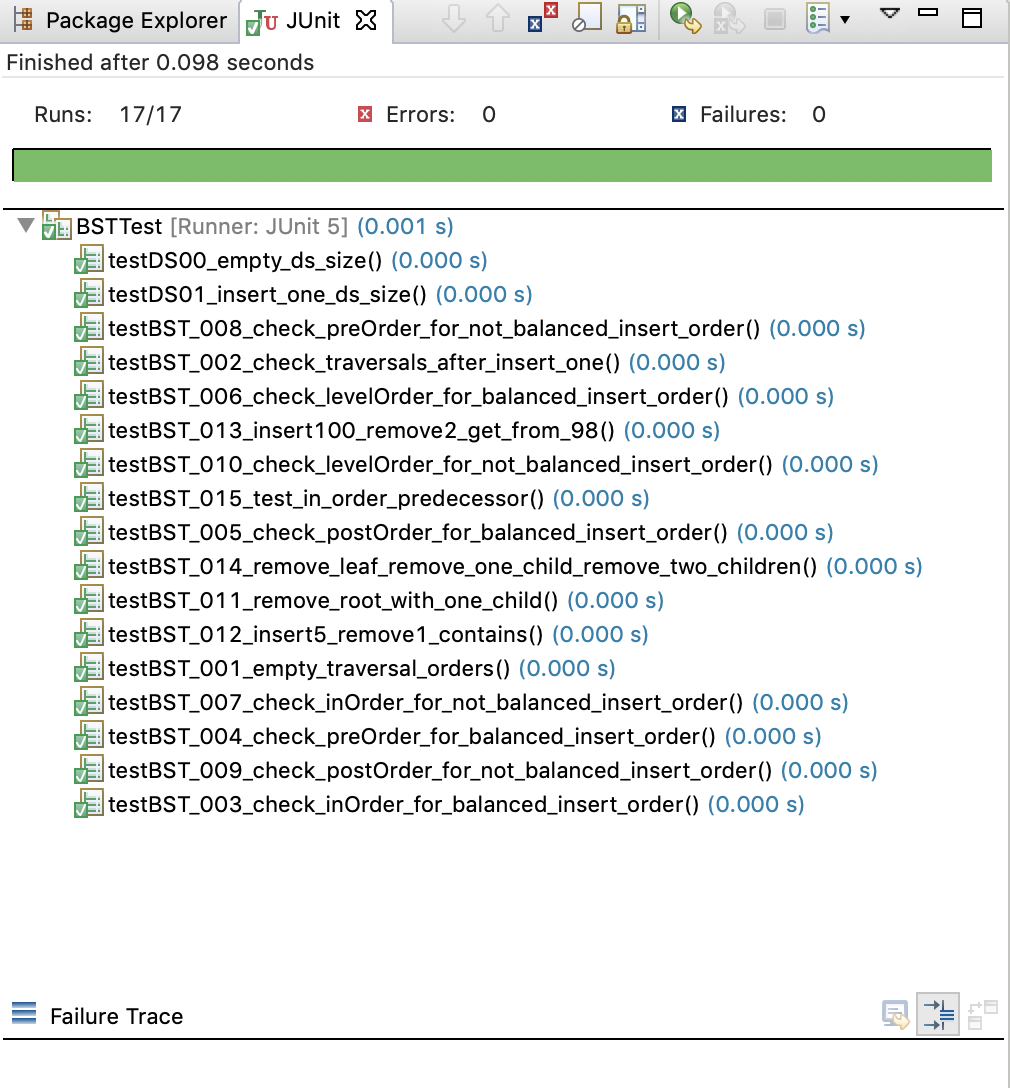 Package Explorer JUnit
Finished after 0.098 seconds
Runs: 17/17 Errors: 0 Failures: 0
BSTTest [Runner: JUnit 5] (0.001 s)
testDS00_empty_ds_size() (0.000 s)
testDS01_insert_one_ds_size() (0.000 s)
testBST_008_check_preOrder_for_not_balanced_insert_order() (0.000 s)
testBST_002_check_traversals_after_insert_one() (0.000 s)
testBST_006_check_levelOrder_for_balanced_insert_order() (0.000 s)
testBST_013_insert100_remove2_get_from_98() (0.000 s)
testBST_010_check_levelOrder_for_not_balanced_insert_order() (0.000 s)
testBST_015_test_in_order_predecessor() (0.000 s)
testBST_005_check_postOrder_for_balanced_insert_order() (0.000 s)
testBST_014_remove_leaf_remove_one_child_remove_two_children() (0.000 s)
testBST_011_remove_root_with_one_child() (0.000 s)
testBST_012_insert5_remove1_contains() (0.000 s)
testBST_001_empty_traversal_orders() (0.000 s)
testBST_007_check_inOrder_for_not_balanced_insert_order() (0.000 s)
testBST_004_check_preOrder_for_balanced_insert_order() (0.000 s)
testBST_009_check_postOrder_for_not_balanced_insert_order() (0.000 s)
testBST_003_check_inOrder_for_balanced_insert_order() (0.000 s)
Failure Trace